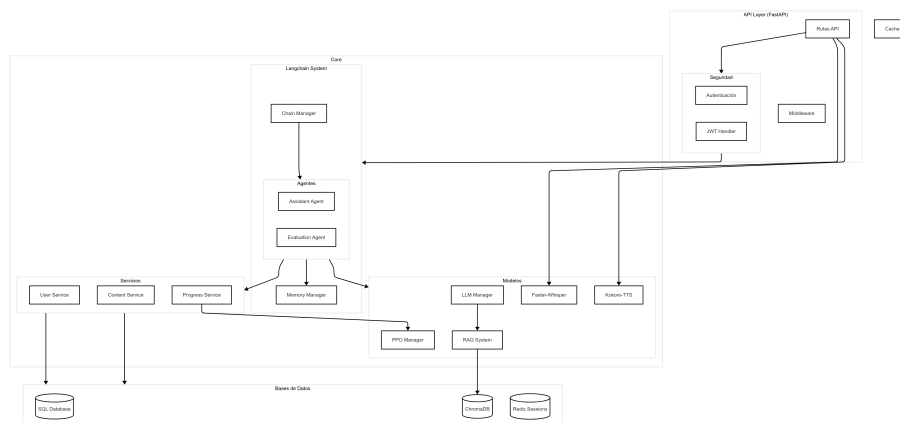 API Layer (FastAPI)
Rutas API
Cache
Core
Langchain System
Seguridad
Autenticación
Chain Manager
Middleware
JWT Handler
Agentes
Assistant Agent
Evaluation Agent
Servicios
Modelos
User Service
Content Service
Progress Service
Memory Manager
LLM Manager
Faster-Whisper
Kokoro-TTS
PPO Manager
RAG System
Bases de Datos
SQL Database
ChromaDB
Redis Sessions